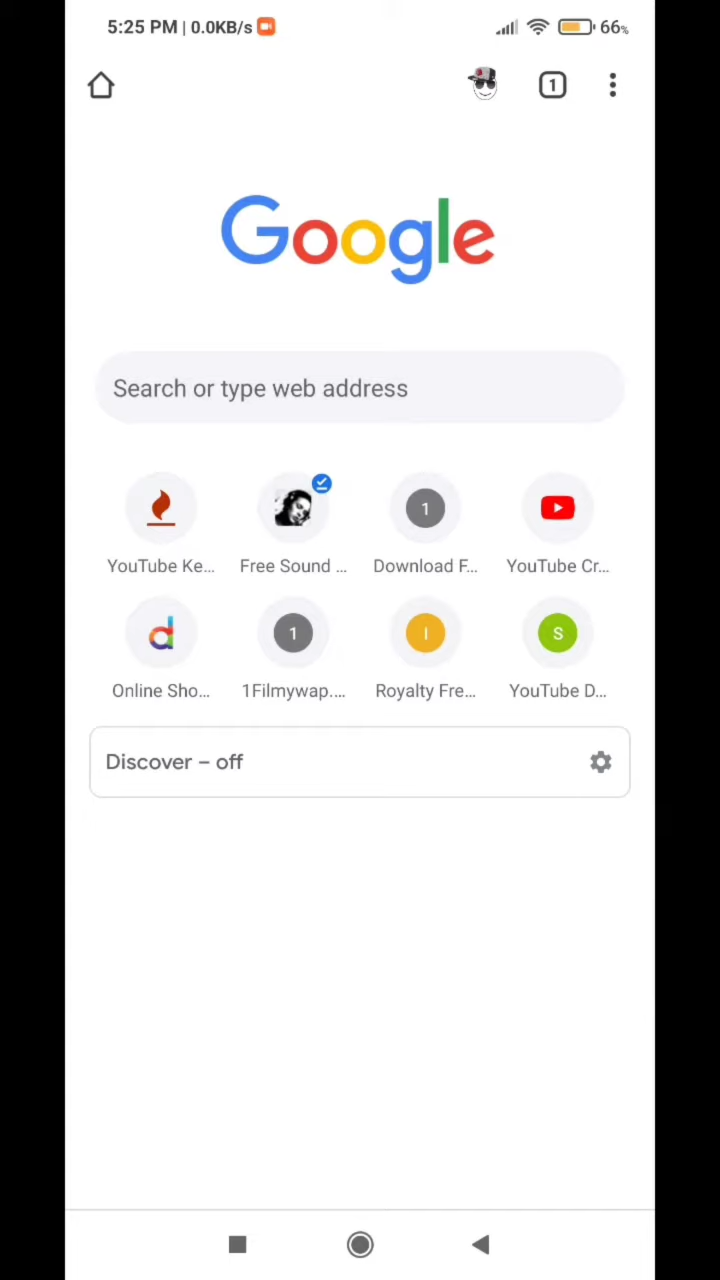 5:25 PM | 0.0KB/s 66%
1
Google
Search or type web address
1
YouTube Ke... Free Sound ... Download F... YouTube Cr...
1 I S
Online Sho... 1Filmywap.... Royalty Fre... YouTube D...
Discover – off